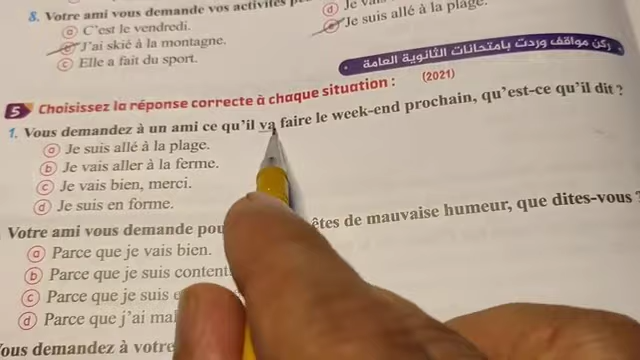 8. Votre ami vous demande vos activités
ⓐ C'est le vendredi.
ⓑ J'ai skié à la montagne.
ⓒ Elle a fait du sport.
ⓓ Je
Je suis allé à la plage.
مواقف وردت بامتحانات الثانوية العامة
5 Choisissez la réponse correcte à chaque situation : (2021)
1. Vous demandez à un ami ce qu'il va faire le week-end prochain, qu'est-ce qu'il dit ?
ⓐ Je suis allé à la plage.
ⓑ Je vais aller à la ferme.
ⓒ Je vais bien, merci.
ⓓ Je suis en forme.
Votre ami vous demande êtes de mauvaise humeur, que dites-vous ?
ⓐ Parce que je vais bien.
ⓑ Parce que je suis content
ⓒ Parce que je suis
ⓓ Parce que j'ai mal
Vous demandez à votre